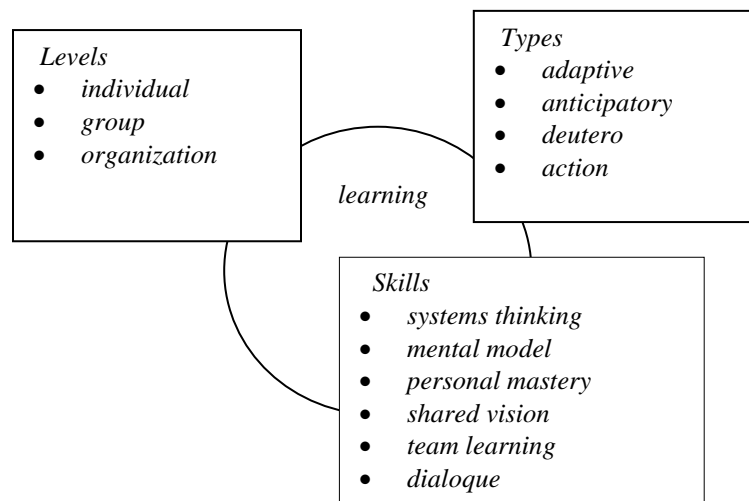 Levels
• individual
• group
• organization
Types
• adaptive
• anticipatory
• deutero
• action
learning
Skills
• systems thinking
• mental model
• personal mastery
• shared vision
• team learning
• dialoque